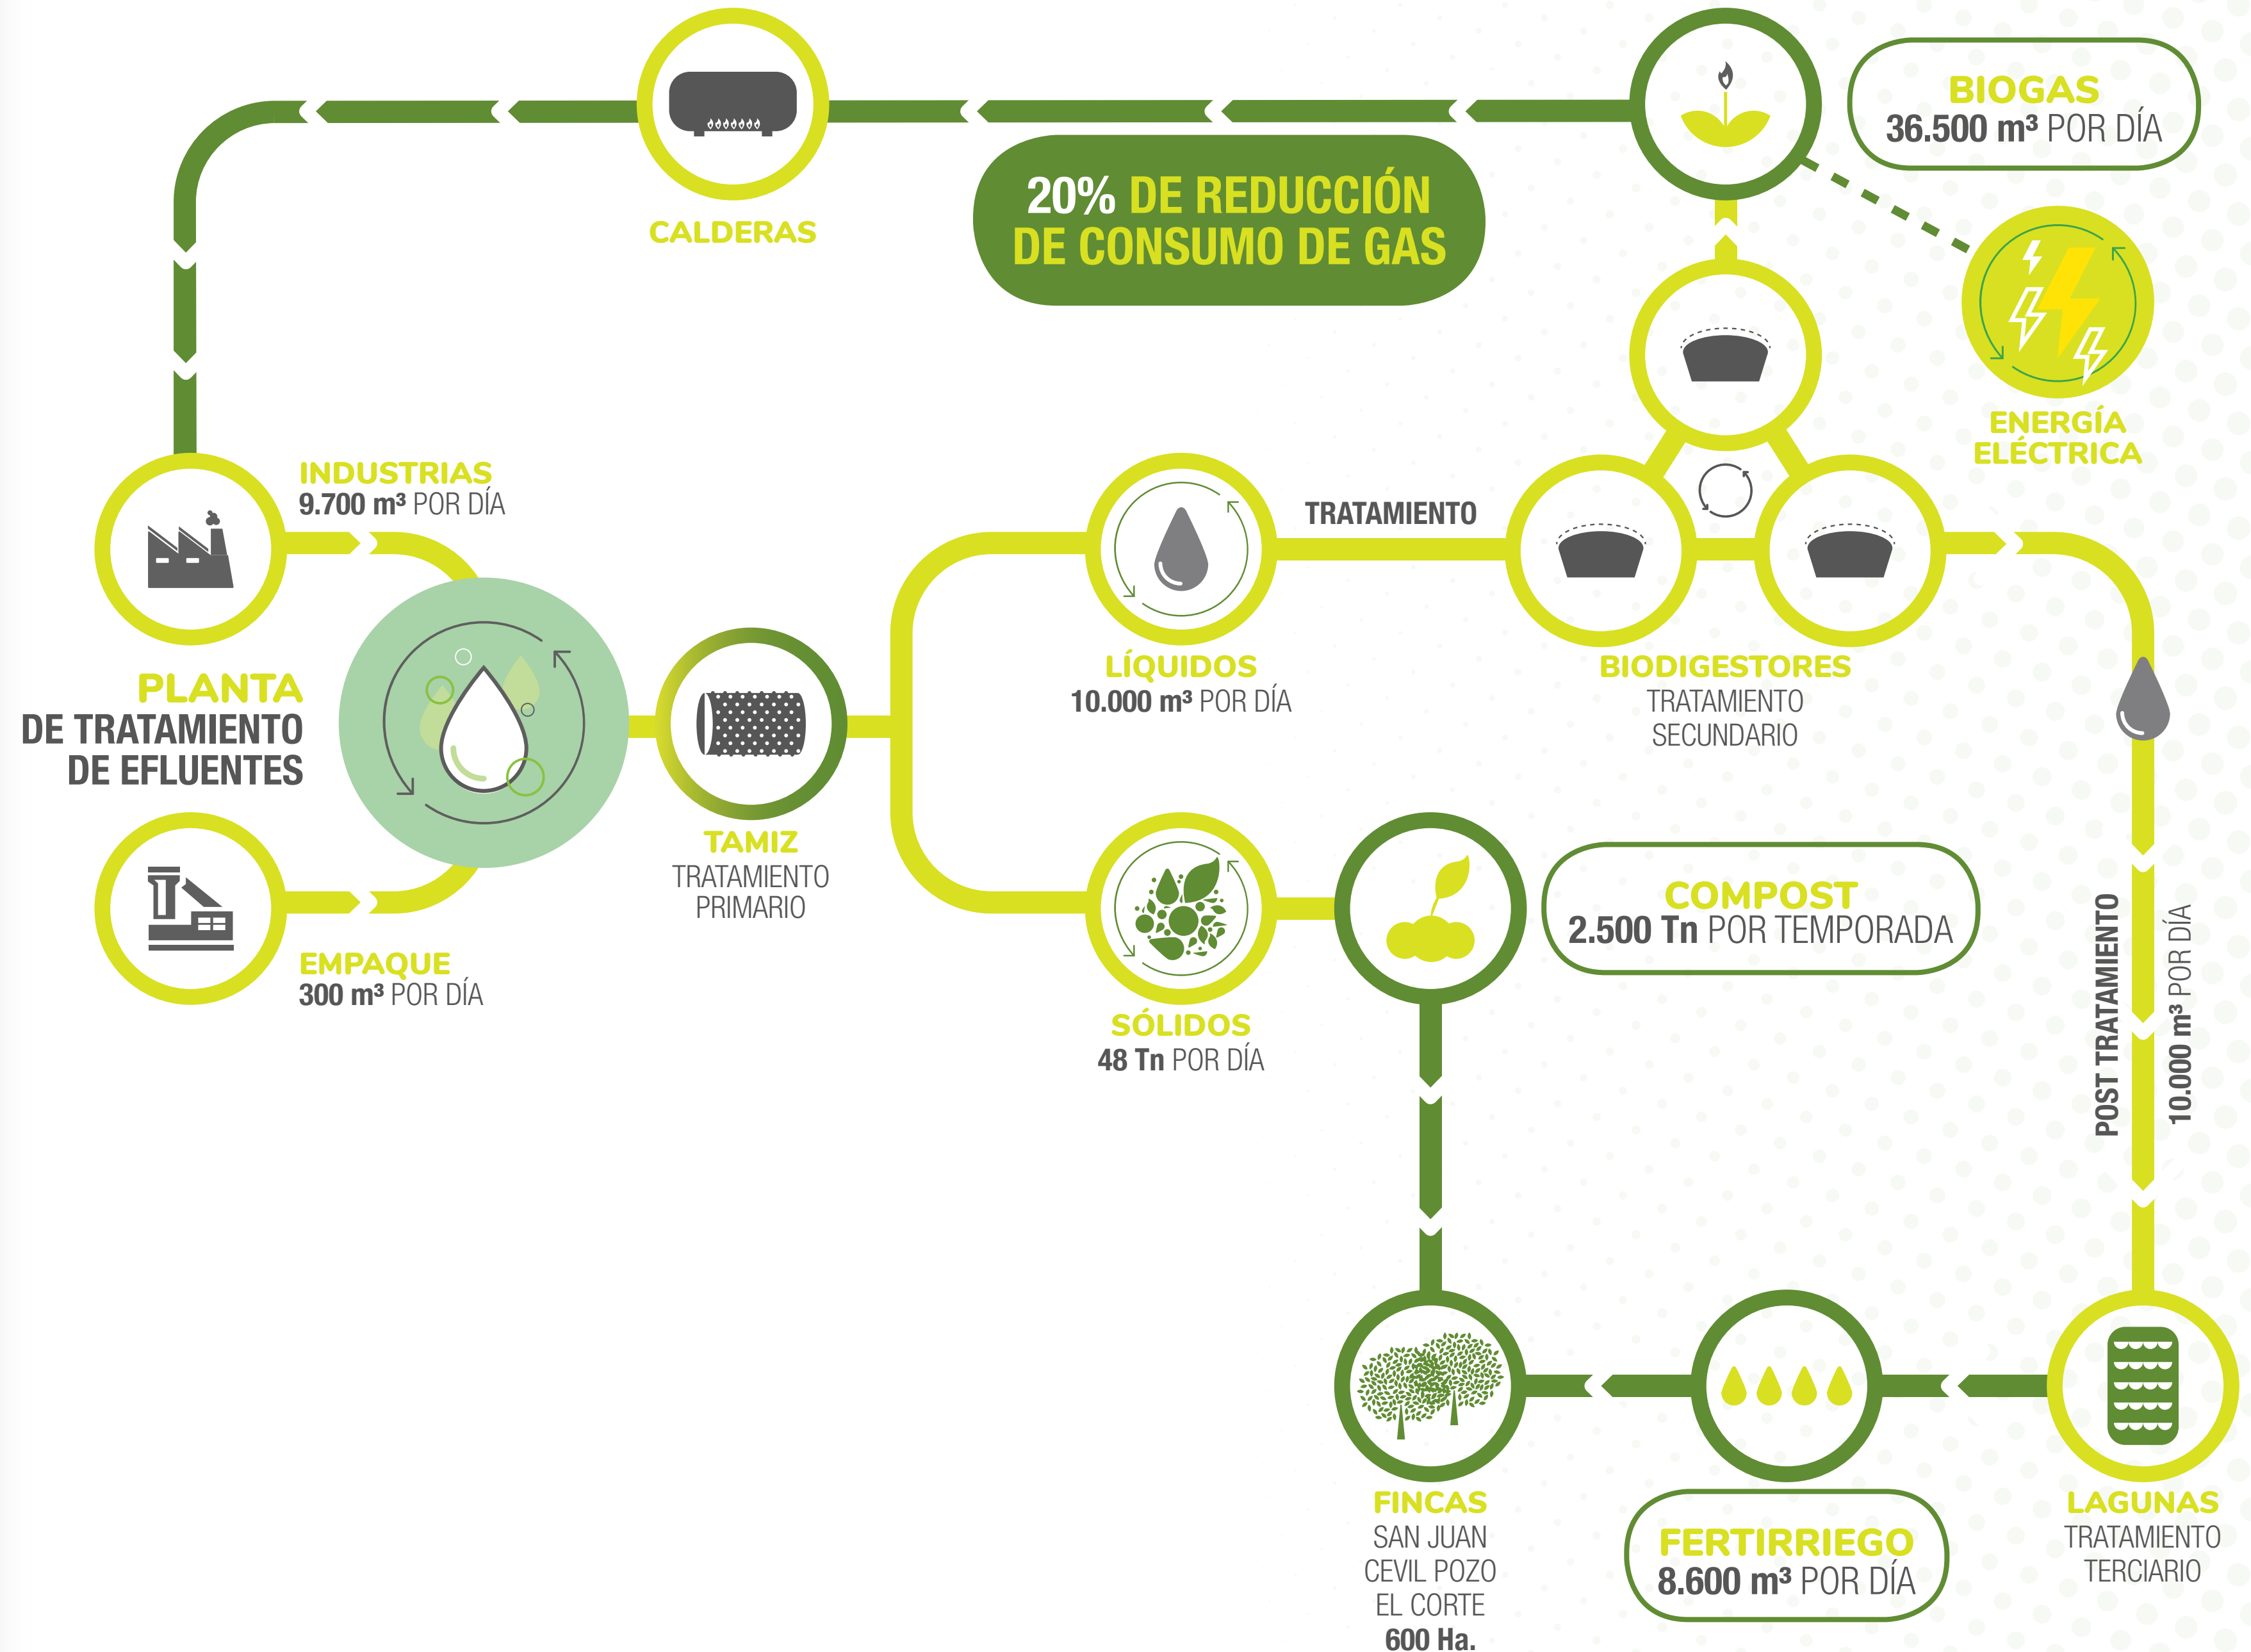 BIOGAS
36.500 m³ POR DÍA
20% DE REDUCCIÓN
DE CONSUMO DE GAS
CALDERAS
ENERGÍA
ELÉCTRICA
INDUSTRIAS
9.700 m³ POR DÍA
TRATAMIENTO
PLANTA
DE TRATAMIENTO
DE EFLUENTES
LÍQUIDOS
10.000 m³ POR DÍA
BIODIGESTORES
TRATAMIENTO
SECUNDARIO
TAMIZ
TRATAMIENTO
PRIMARIO
COMPOST
2.500 Tn POR TEMPORADA
EMPAQUE
300 m³ POR DÍA
SÓLIDOS
48 Tn POR DÍA
POST TRATAMIENTO
10.000 m³ POR DÍA
FINCAS
SAN JUAN
CEVIL POZO
EL CORTE
600 Ha.
FERTIRRIEGO
8.600 m³ POR DÍA
LAGUNAS
TRATAMIENTO
TERCIARIO